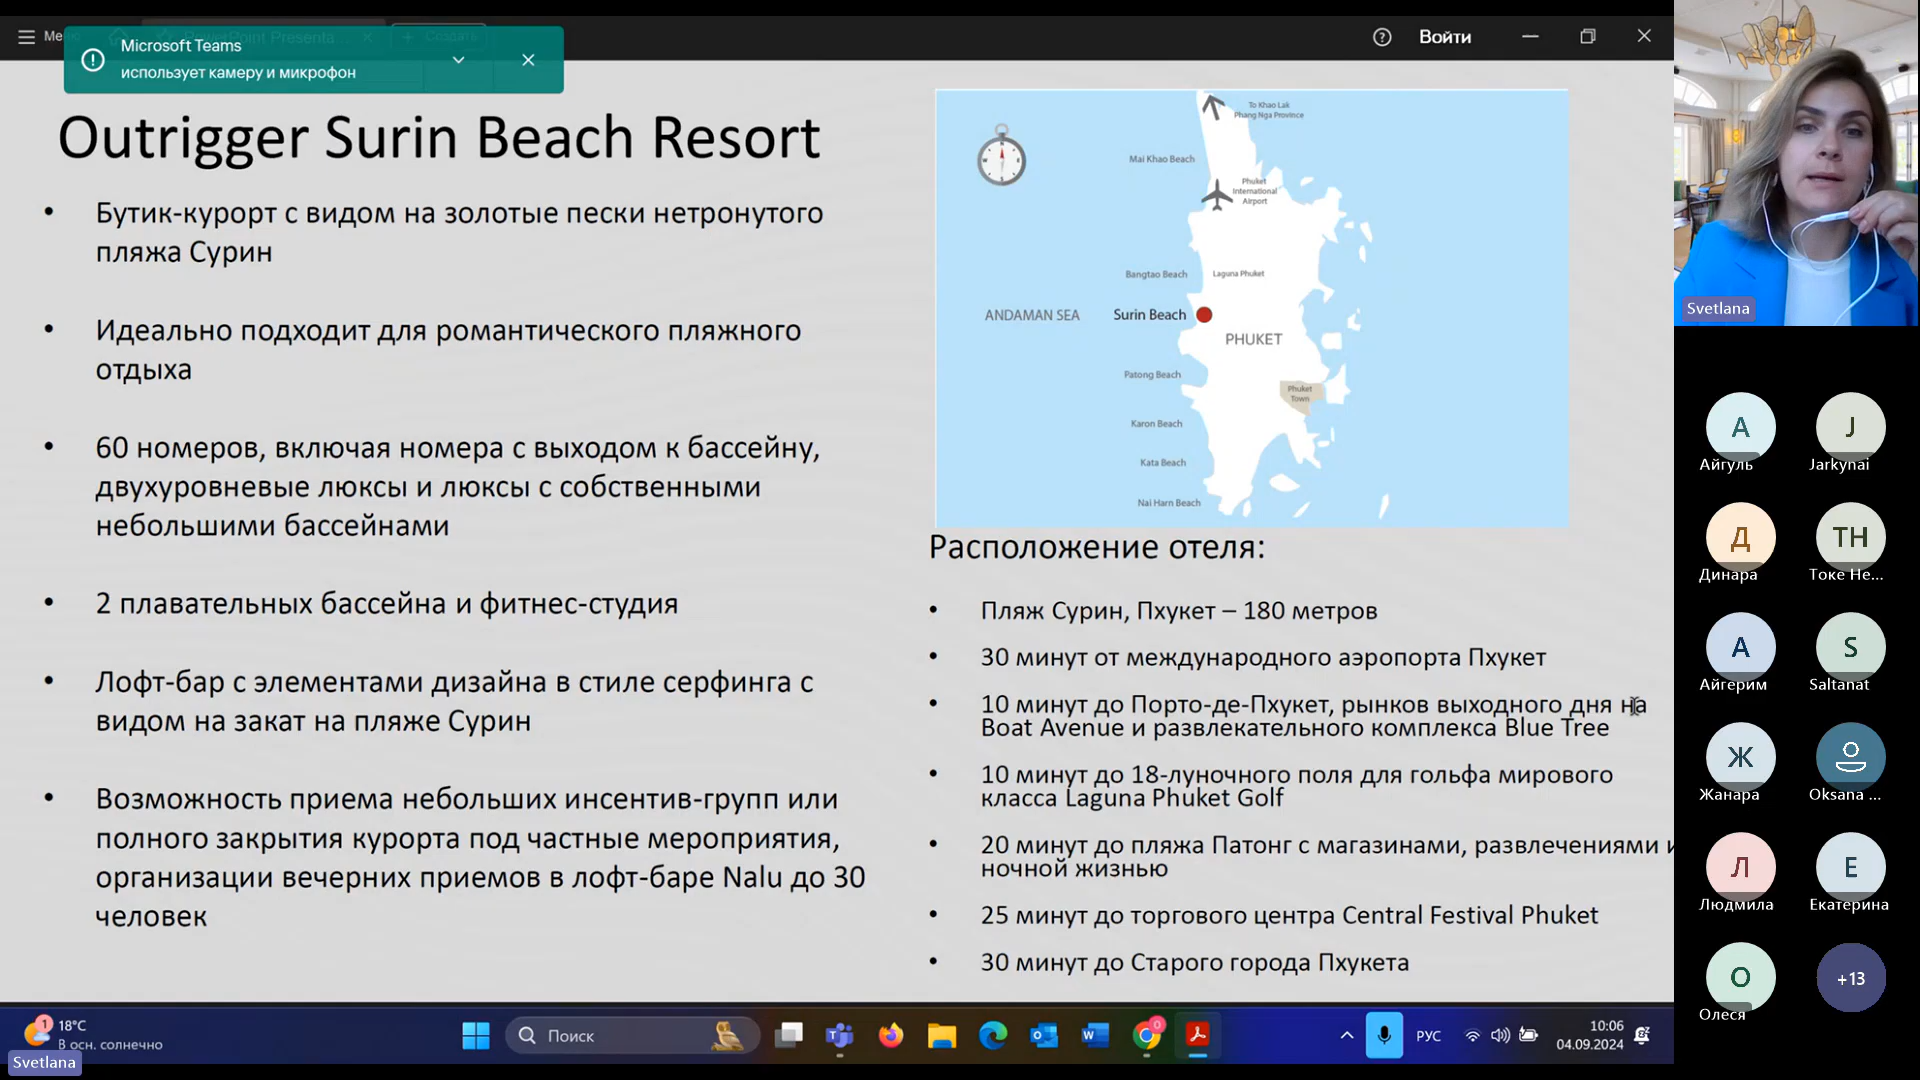 Microsoft Teams
использует камеру и микрофон
Войти
Outrigger Surin Beach Resort
Бутик-курорт с видом на золотые пески нетронутого
пляжа Сурин
Идеально подходит для романтического пляжного
отдыха
60 номеров, включая номера с выходом к бассейну,
двухуровневые люксы и люксы с собственными
небольшими бассейнами
2 плавательных бассейна и фитнес-студия
Лофт-бар с элементами дизайна в стиле серфинга с
видом на закат на пляже Сурин
Возможность приема небольших инсентив-групп или
полного закрытия курорта под частные мероприятия,
организации вечерних приемов в лофт-баре Nalu до 30
человек
To Khao Lak
Phang Nga Province
Mai Khao Beach
Phuket
International
Airport
Bangtao Beach
Laguna Phuket
ANDAMAN SEA
Surin Beach
PHUKET
Patong Beach
Phuket
Town
Karon Beach
Kata Beach
Nai Harn Beach
Расположение отеля:
Пляж Сурин, Пхукет – 180 метров
30 минут от международного аэропорта Пхукет
10 минут до Порто-де-Пхукет, рынков выходного дня на
Boat Avenue и развлекательного комплекса Blue Tree
10 минут до 18-луночного поля для гольфа мирового
класса Laguna Phuket Golf
20 минут до пляжа Патонг с магазинами, развлечениями и
ночной жизнью
25 минут до торгового центра Central Festival Phuket
30 минут до Старого города Пхукета
Svetlana
А
Айгуль
J
Jarkynai
Д
Динара
TH
Токе Не...
А
Айгерим
S
Saltanat
Ж
Жанара
Oksana ...
Л
Людмила
Е
Екатерина
О
Олеся
+13
1
18°C
В осн. солнечно
Svetlana
Поиск
РУС
10:06
04.09.2024